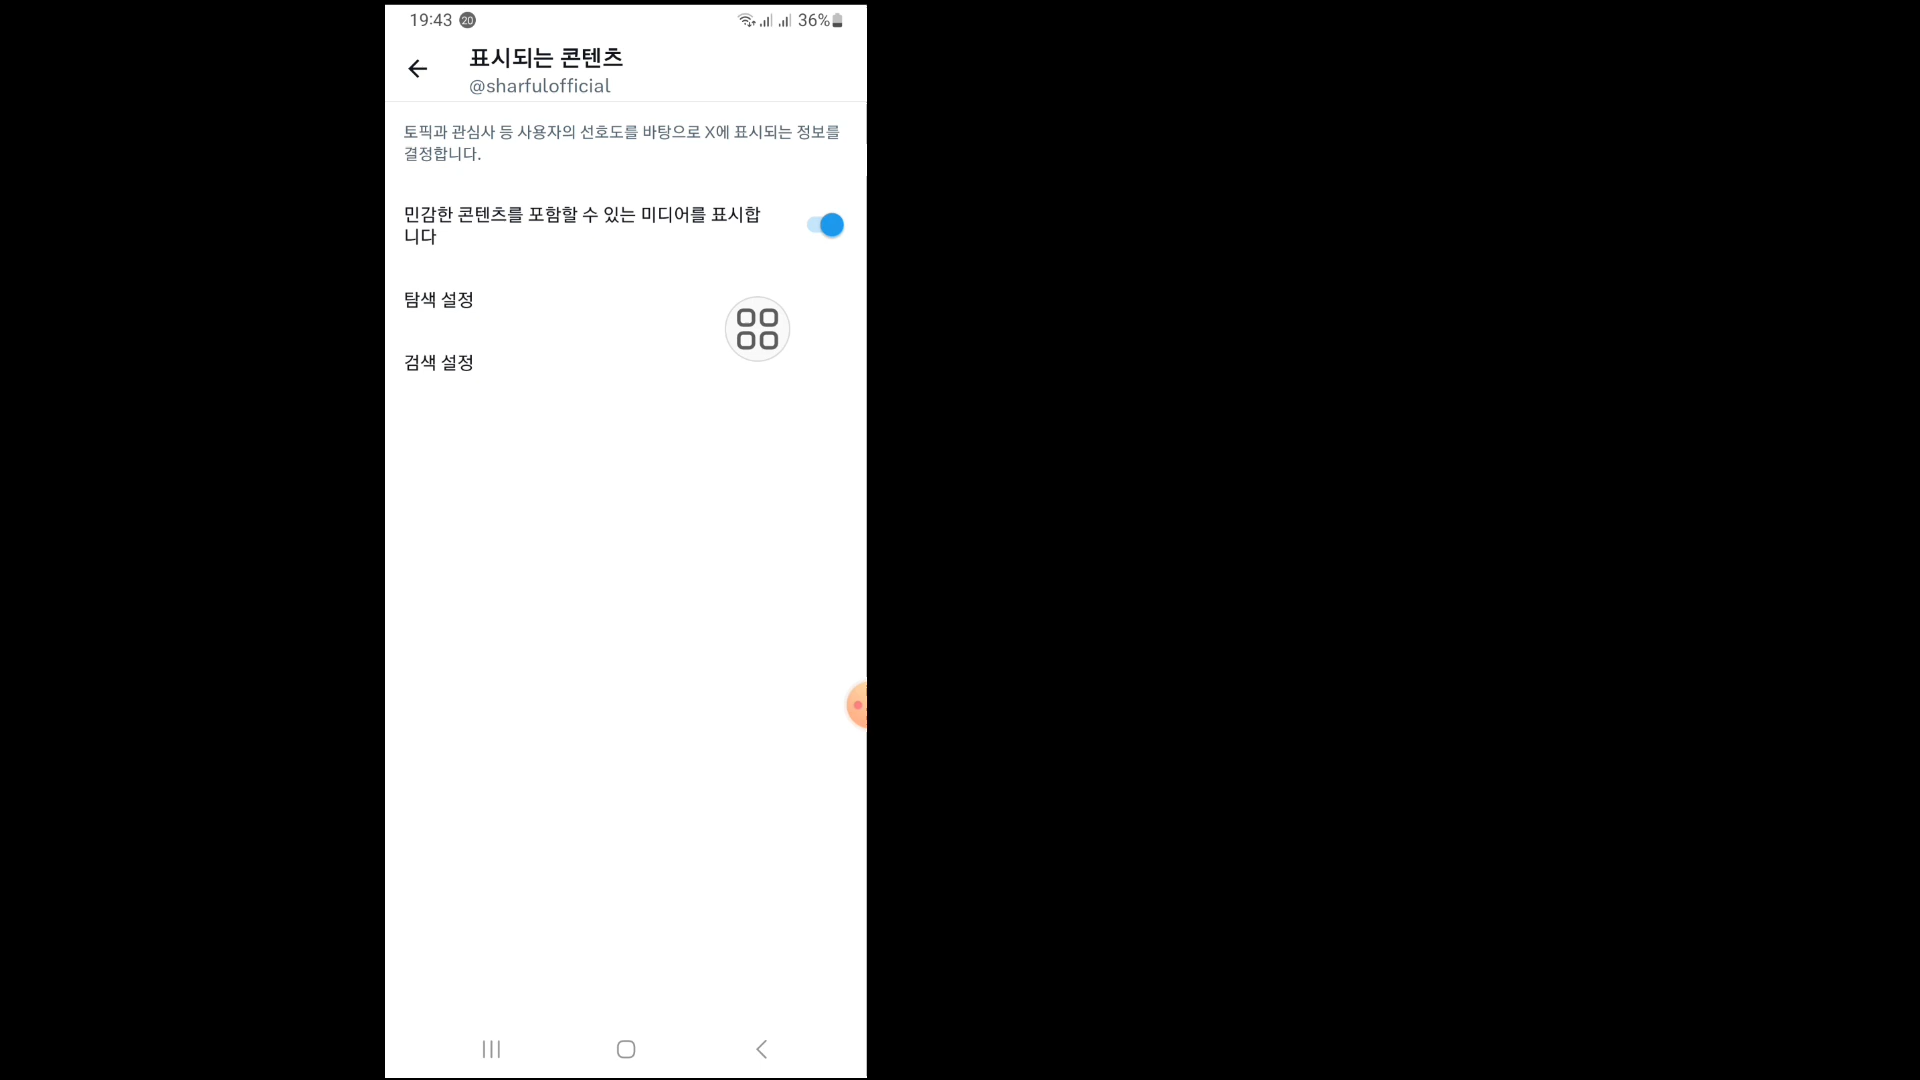 19:43 20 36%
표시되는 콘텐츠
@sharfulofficial
토픽과 관심사 등 사용자의 선호도를 바탕으로 X에 표시되는 정보를
결정합니다.
민감한 콘텐츠를 포함할 수 있는 미디어를 표시합
니다
탐색 설정
검색 설정